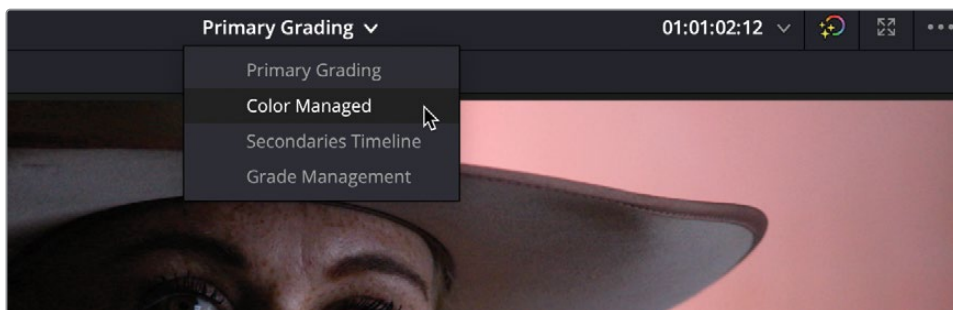 Primary Grading
01:01:02:12
Primary Grading
Color Managed
Secondaries Timeline
Grade Management